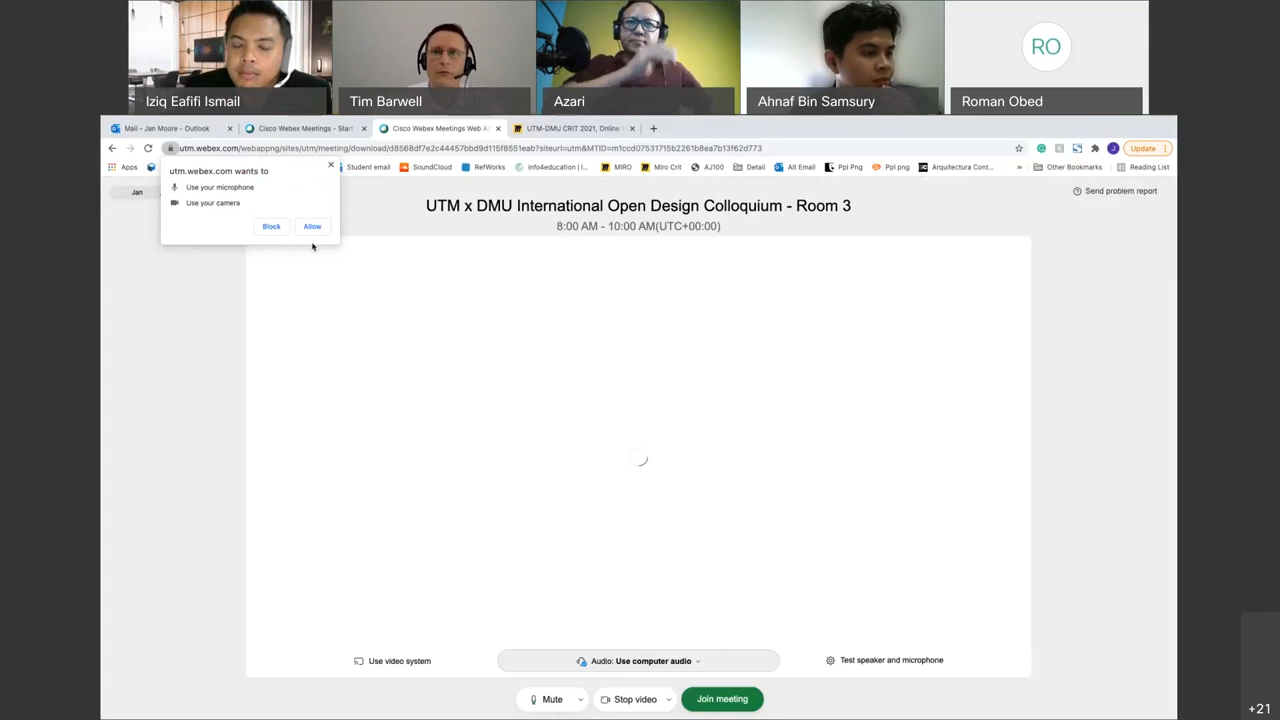 Iziq Eafifi Ismail
Tim Barwell
Azari
Ahnaf Bin Samsury
RO
Roman Obed
Mail - Jan Moore - Outlook
Cisco Webex Meetings - Start
Cisco Webex Meetings Web A
UTM-DMU CRIT 2021, Online
utm.webex.com/webappng/sites/utm/meeting/download/d8568df7e2c44457bbd9d115f8551eab?siteurl=utm&MTID=m1ccd07531715b2261b8ea7b13f62d773
Update
Apps
Student email
SoundCloud
RefWorks
info4education | I...
MIRO
Miro Crit
AJ100
Detail
Alt Email
Ppl Png
Ppl png
Arquitectura Cont...
»
Other Bookmarks
Reading List
utm.webex.com wants to
Use your microphone
Use your camera
Block
Allow
Jan
Send problem report
UTM x DMU International Open Design Colloquium - Room 3
8:00 AM - 10:00 AM(UTC+00:00)
Use video system
Audio: Use computer audio
Test speaker and microphone
Mute
Stop video
Join meeting
+21